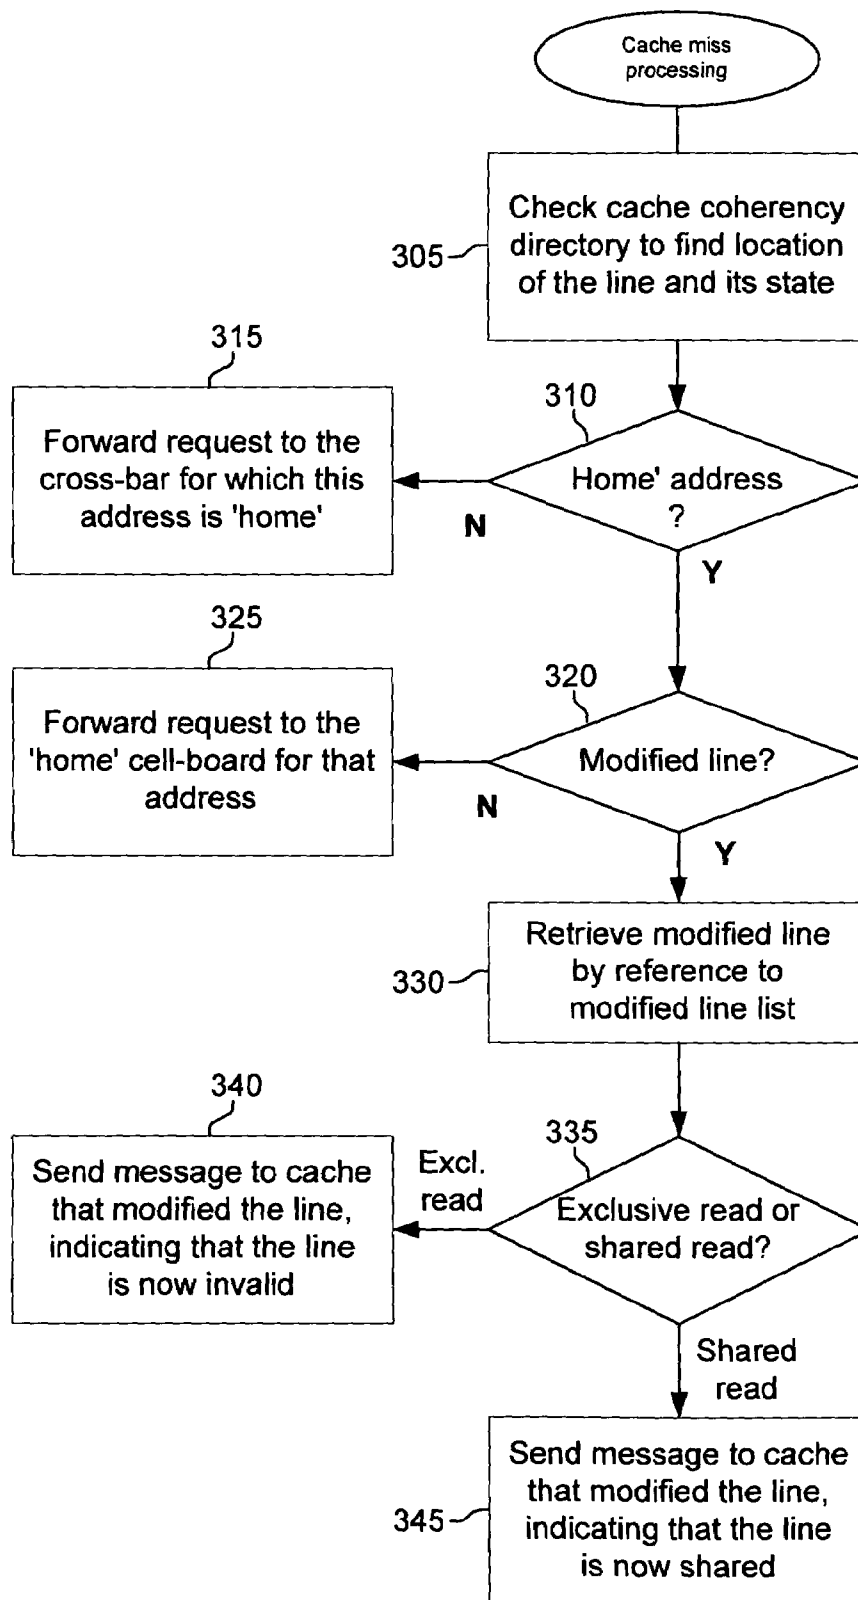 Cache miss
processing
305
Check cache coherency
directory to find location
of the line and its state
315
Forward request to the
cross-bar for which this
address is 'home'
310
Home' address
?
N
Y
325
Forward request to the
'home' cell-board for that
address
320
Modified line?
N
Y
330
Retrieve modified line
by reference to
modified line list
340
Send message to cache
that modified the line,
indicating that the line
is now invalid
Excl.
read
335
Exclusive read or
shared read?
Shared
read
345
Send message to cache
that modified the line,
indicating that the line
is now shared